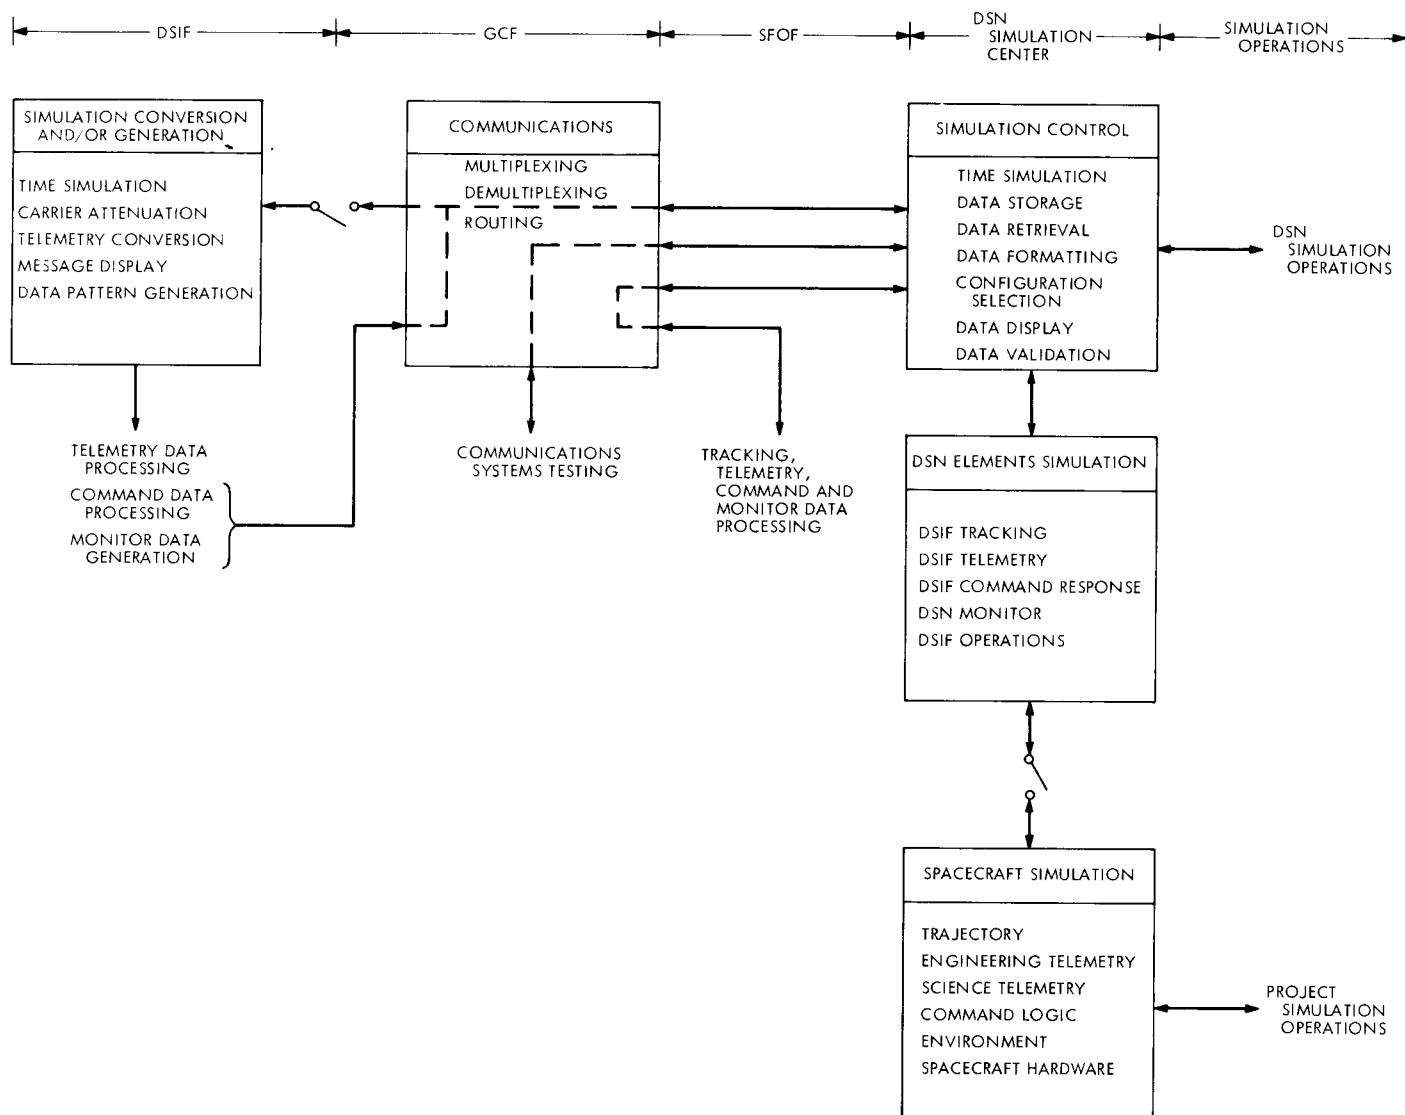 DSIF
GCF
SFOF
DSN
SIMULATION
CENTER
SIMULATION
OPERATIONS
SIMULATION CONVERSION
AND/OR GENERATION
TIME SIMULATION
CARRIER ATTENUATION
TELEMETRY CONVERSION
MESSAGE DISPLAY
DATA PATTERN GENERATION
COMMUNICATIONS
MULTIPLEXING
DEMULTIPLEXING
ROUTING
SIMULATION CONTROL
TIME SIMULATION
DATA STORAGE
DATA RETRIEVAL
DATA FORMATTING
CONFIGURATION
SELECTION
DATA DISPLAY
DATA VALIDATION
DSN
SIMULATION
OPERATIONS
TELEMETRY DATA
PROCESSING
COMMAND DATA
PROCESSING
MONITOR DATA
GENERATION
COMMUNICATIONS
SYSTEMS TESTING
TRACKING,
TELEMETRY,
COMMAND AND
MONITOR DATA
PROCESSING
DSN ELEMENTS SIMULATION
DSIF TRACKING
DSIF TELEMETRY
DSIF COMMAND RESPONSE
DSN MONITOR
DSIF OPERATIONS
SPACECRAFT SIMULATION
TRAJECTORY
ENGINEERING TELEMETRY
SCIENCE TELEMETRY
COMMAND LOGIC
ENVIRONMENT
SPACECRAFT HARDWARE
PROJECT
SIMULATION
OPERATIONS